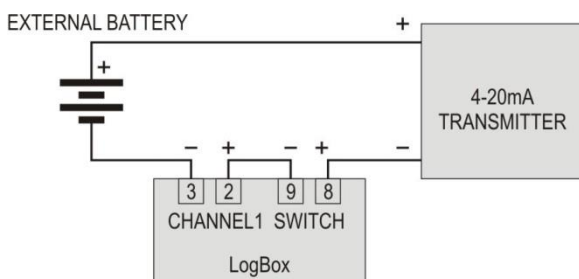 EXTERNAL BATTERY
+
+
4-20mA
TRANSMITTER
− + − + −
3 2 9 8
CHANNEL1 SWITCH
LogBox